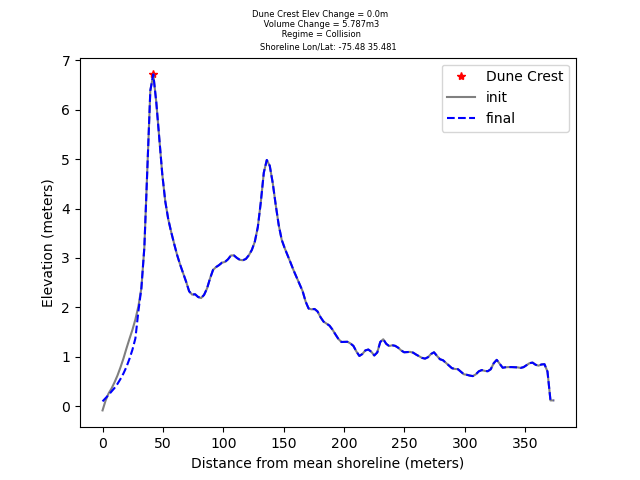 Dune Crest Elev Change = 0.0m
Volume Change = 5.787m3
Regime = Collision
Shoreline Lon/Lat: -75.48 35.481
Dune Crest
init
final
Elevation (meters)
7
6
5
4
3
2
1
0
0 50 100 150 200 250 300 350
Distance from mean shoreline (meters)